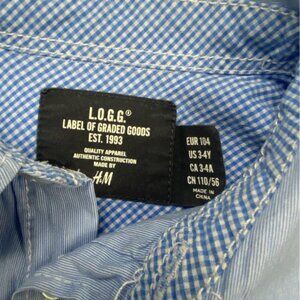 L.O.G.G.®
LABEL OF GRADED GOODS
EST. 1993
QUALITY APPAREL
AUTHENTIC CONSTRUCTION
MADE BY
H&M
EUR 104
US 3-4Y
CA 3-4A
CN 110/56
MADE IN
CHINA